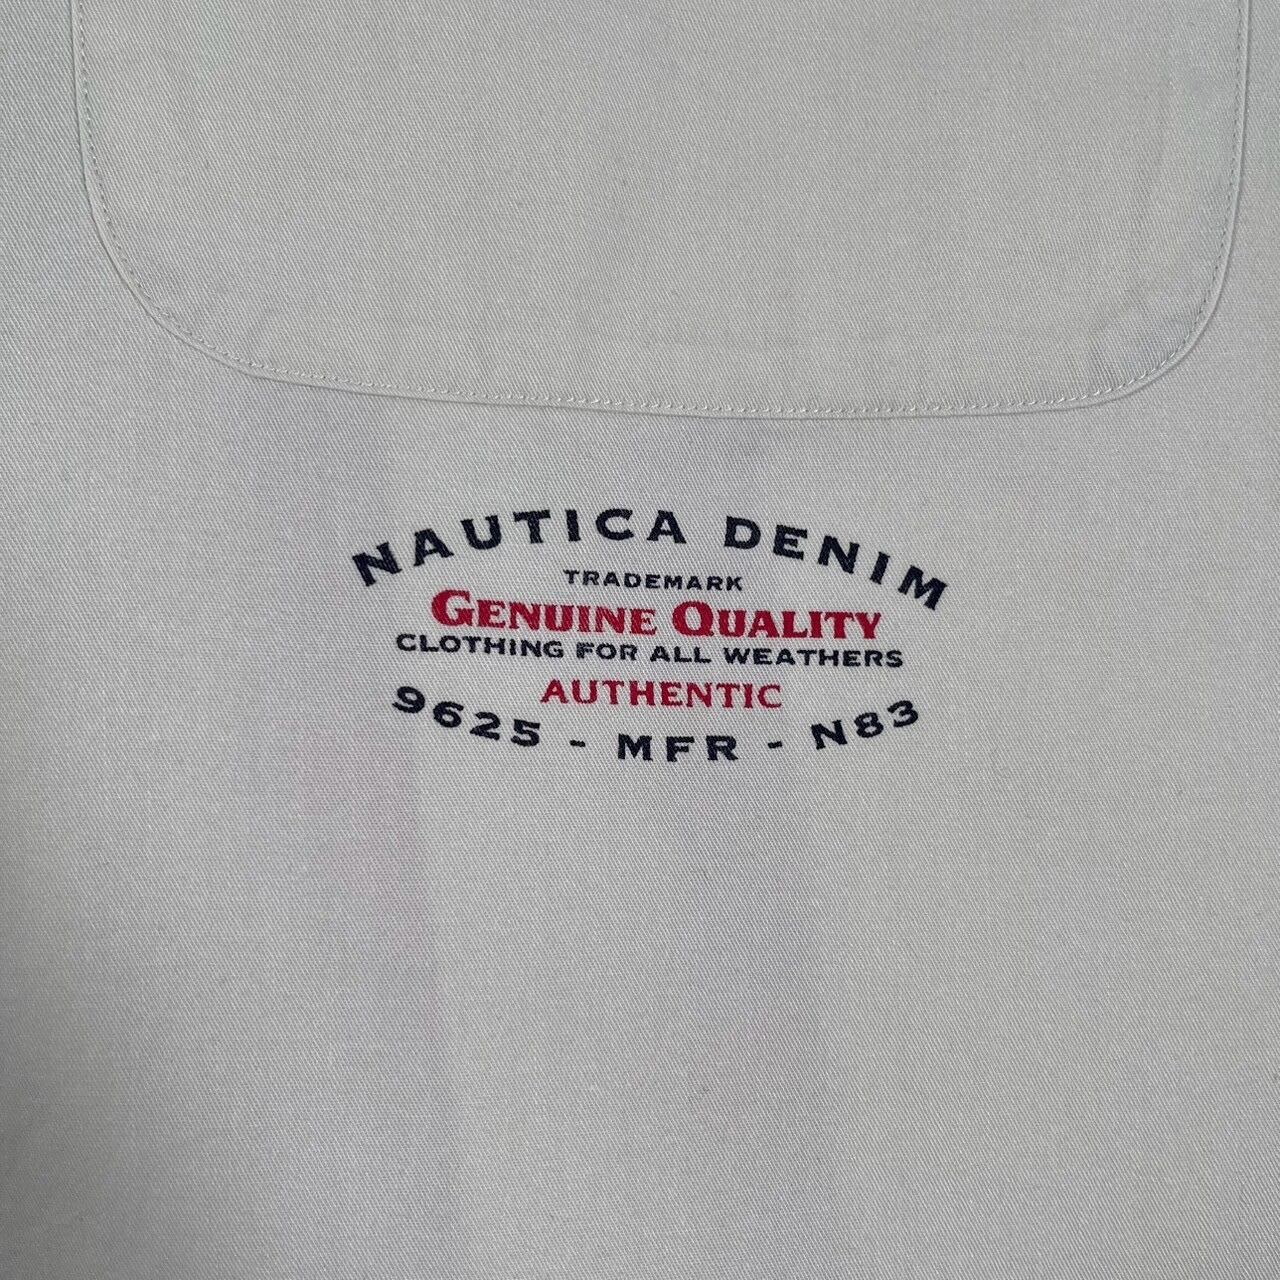 NAUTICA DENIM
TRADEMARK
GENUINE QUALITY
CLOTHING FOR ALL WEATHERS
AUTHENTIC
9625 - MFR - N83